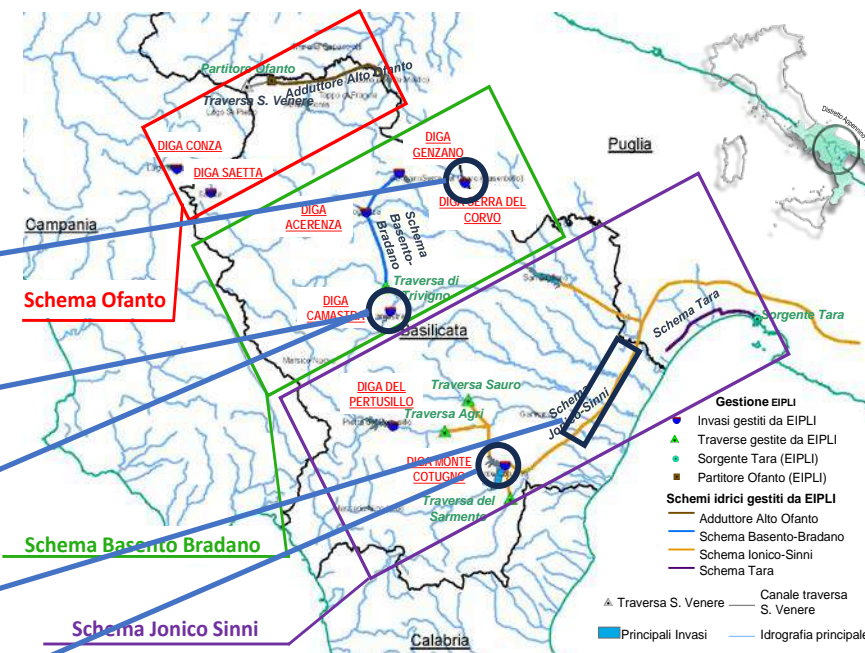 Partitore Ofanto
Adduttore Alto Ofanto
Traversa S. Venere
DIGA CONZA
DIGA SAETTA
DIGA
GENZANO
Puglia
Distretto Appennino
DIGA SERRA DEL
CORVO
DIGA
ACERENZA
Campania
Schema
Basento-
Bradano
Schema Ofanto
Traversa di
Trivigno
DIGA
CAMASTRA
Basilicata
Schema Tara
Sorgente Tara
DIGA DEL
PERTUSILLO
Traversa Sauro
Traversa Agri
Schema
Jonico-Sinni
DIGA MONTE
COTUGNO
Traversa del
Sarmento
Schema Basento Bradano
Schema Jonico Sinni
Calabria
Gestione EIPLI
Invasi gestiti da EIPLI
Traverse gestite da EIPLI
Sorgente Tara (EIPLI)
Partitore Ofanto (EIPLI)
Schemi idrici gestiti da EIPLI
Adduttore Alto Ofanto
Schema Basento-Bradano
Schema Ionico-Sinni
Schema Tara
Traversa S. Venere
Canale traversa
S. Venere
Principali Invasi
Idrografia principale